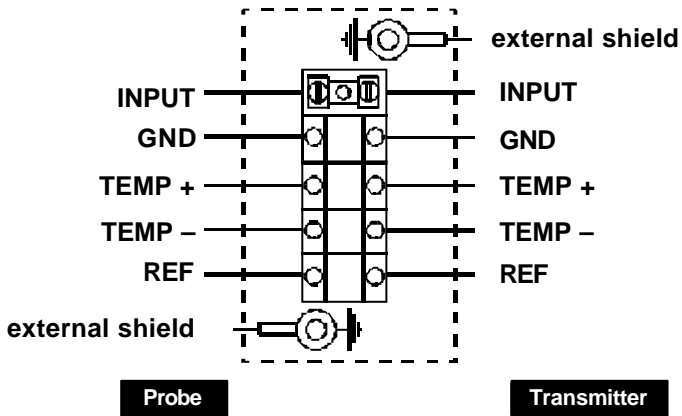 external shield
INPUT INPUT
GND GND
TEMP + TEMP +
TEMP – TEMP –
REF REF
external shield
Probe Transmitter